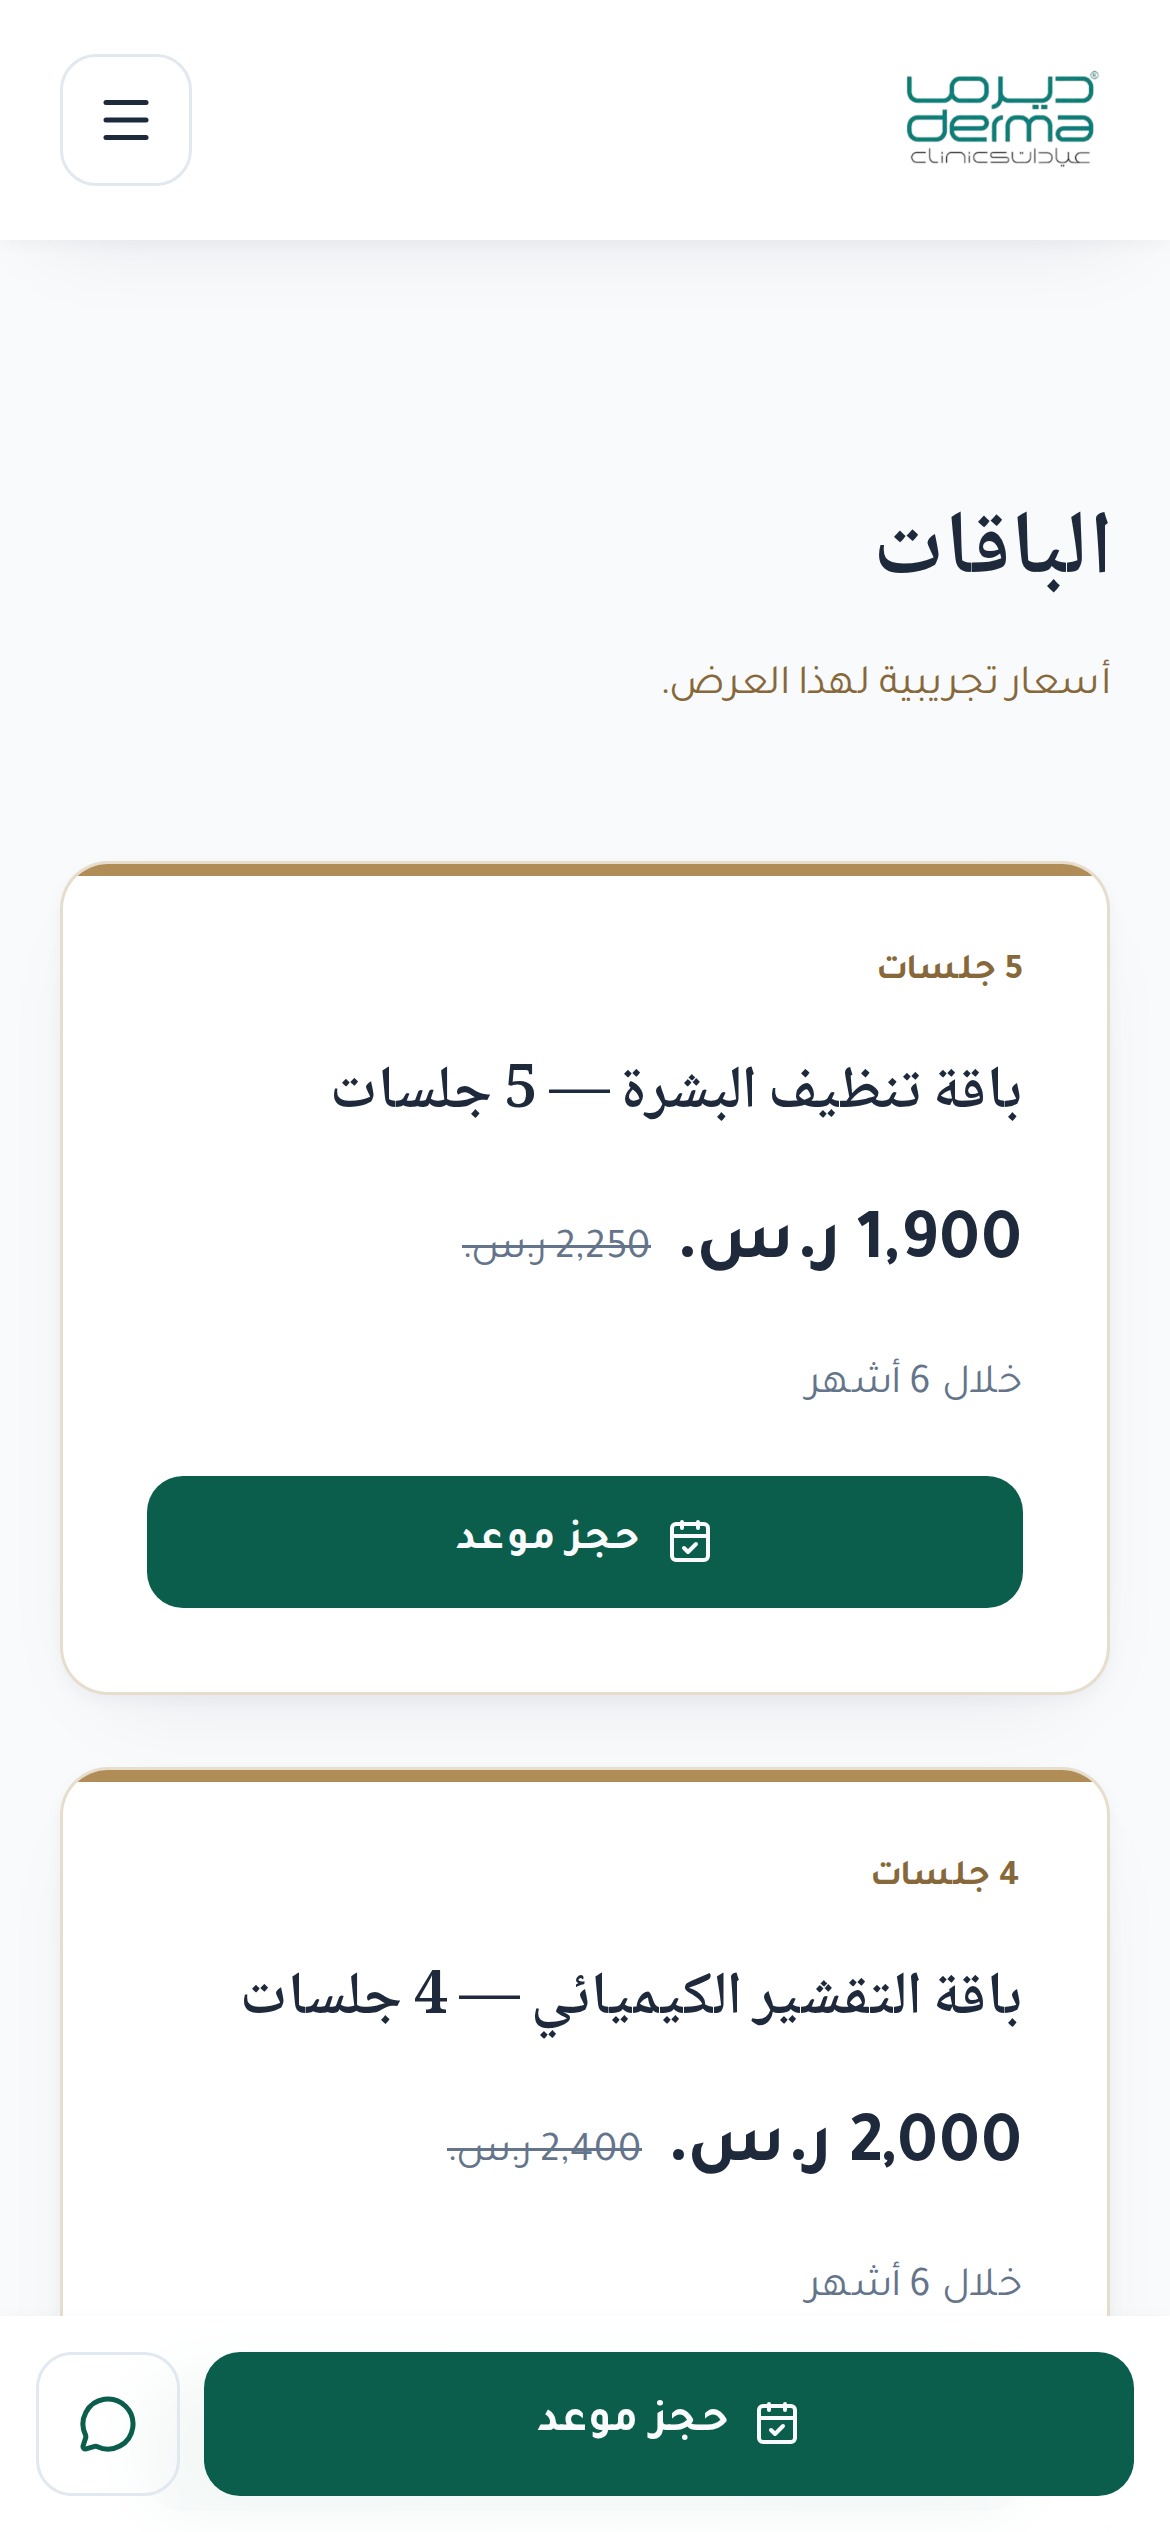 ديرما®
derma
clinics عيادات
الباقات
أسعار تجريبية لهذا العرض.
5 جلسات
باقة تنظيف البشرة — 5 جلسات
1,900 ر.س. 2,250 ر.س.
خلال 6 أشهر
حجز موعد
4 جلسات
باقة التقشير الكيميائي — 4 جلسات
2,000 ر.س. 2,400 ر.س.
خلال 6 أشهر
حجز موعد